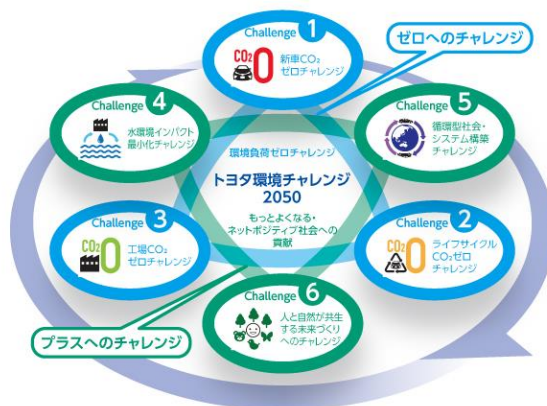 Challenge 1
CO₂ 0
新車CO₂
ゼロチャレンジ
ゼロへのチャレンジ
Challenge 4
水環境インパクト
最小化チャレンジ
Challenge 5
循環型社会・
システム構築
チャレンジ
環境負荷ゼロチャレンジ
トヨタ環境チャレンジ
2050
もっとよくなる・
ネットポジティブ社会への
貢献
Challenge 3
CO₂ 0
工場CO₂
ゼロチャレンジ
Challenge 2
CO₂ 0
ライフサイクル
CO₂ゼロ
チャレンジ
Challenge 6
人と自然が共生
する未来づくり
へのチャレンジ
プラスへのチャレンジ